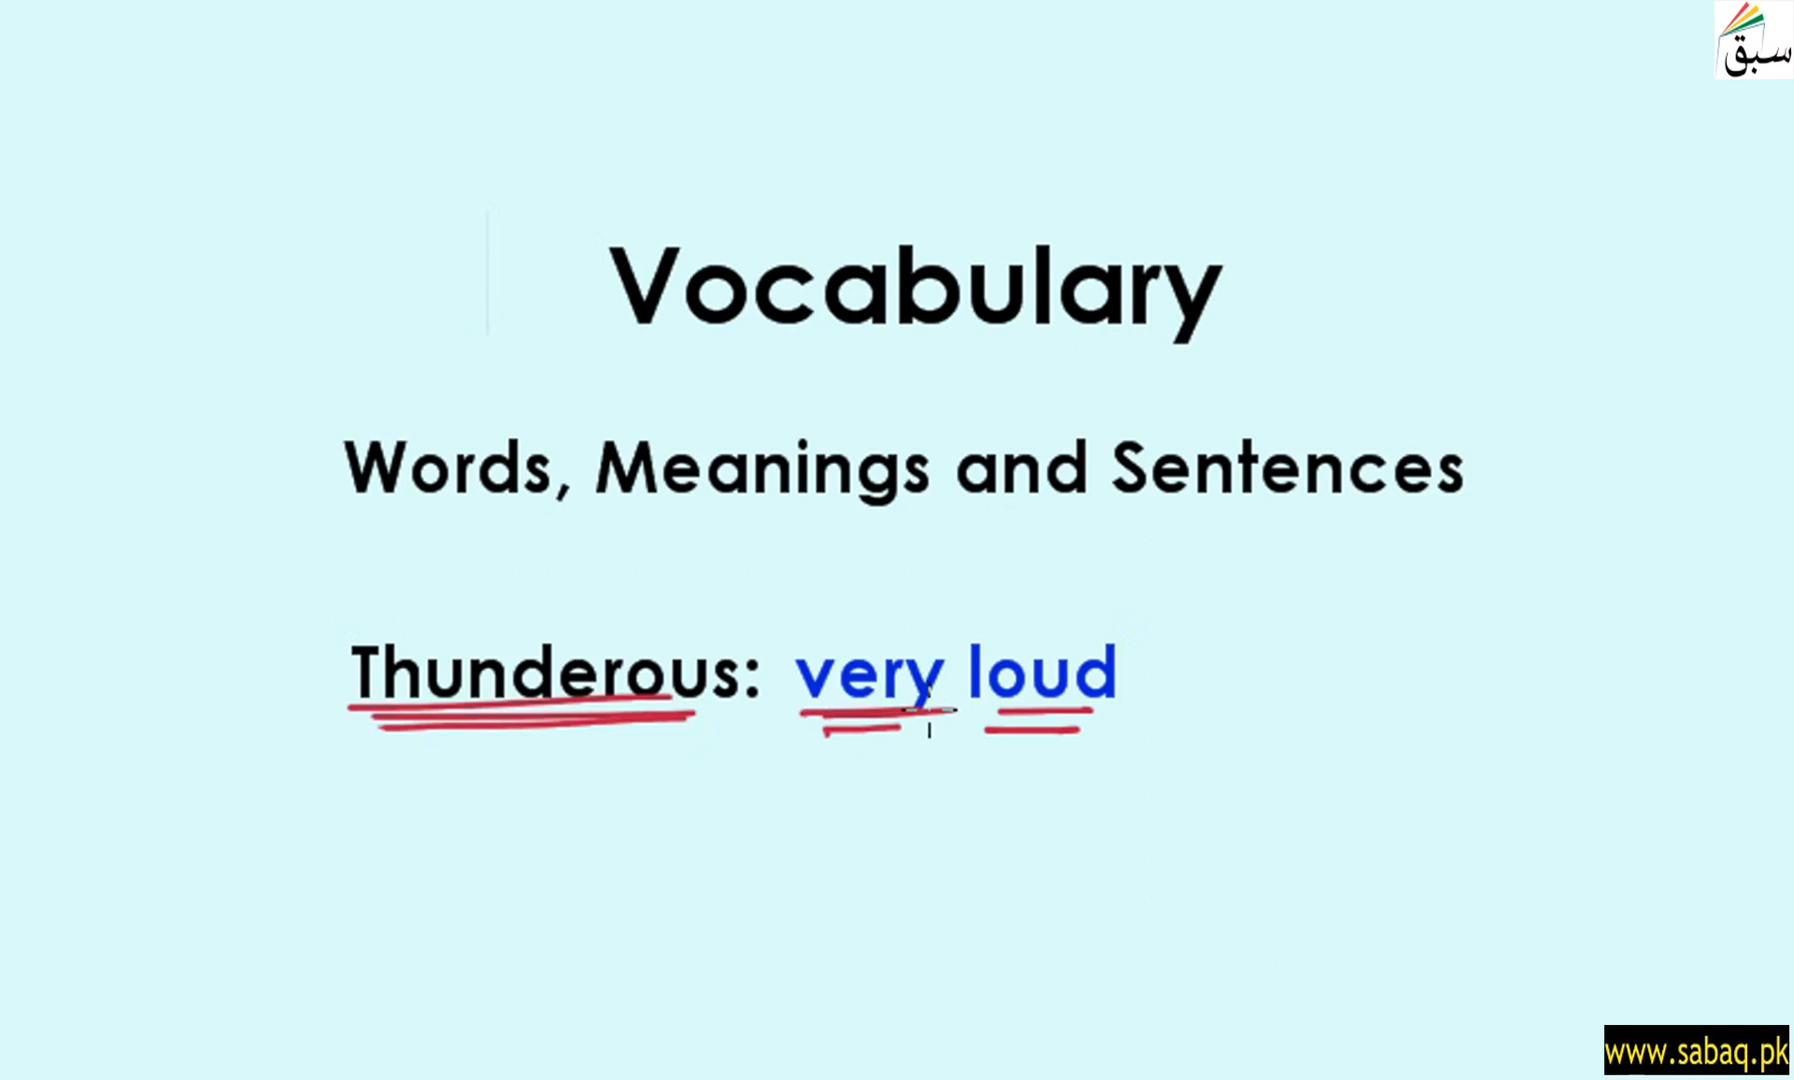 سبق
Vocabulary
Words, Meanings and Sentences
Thunderous: very loud
www.sabaq.pk